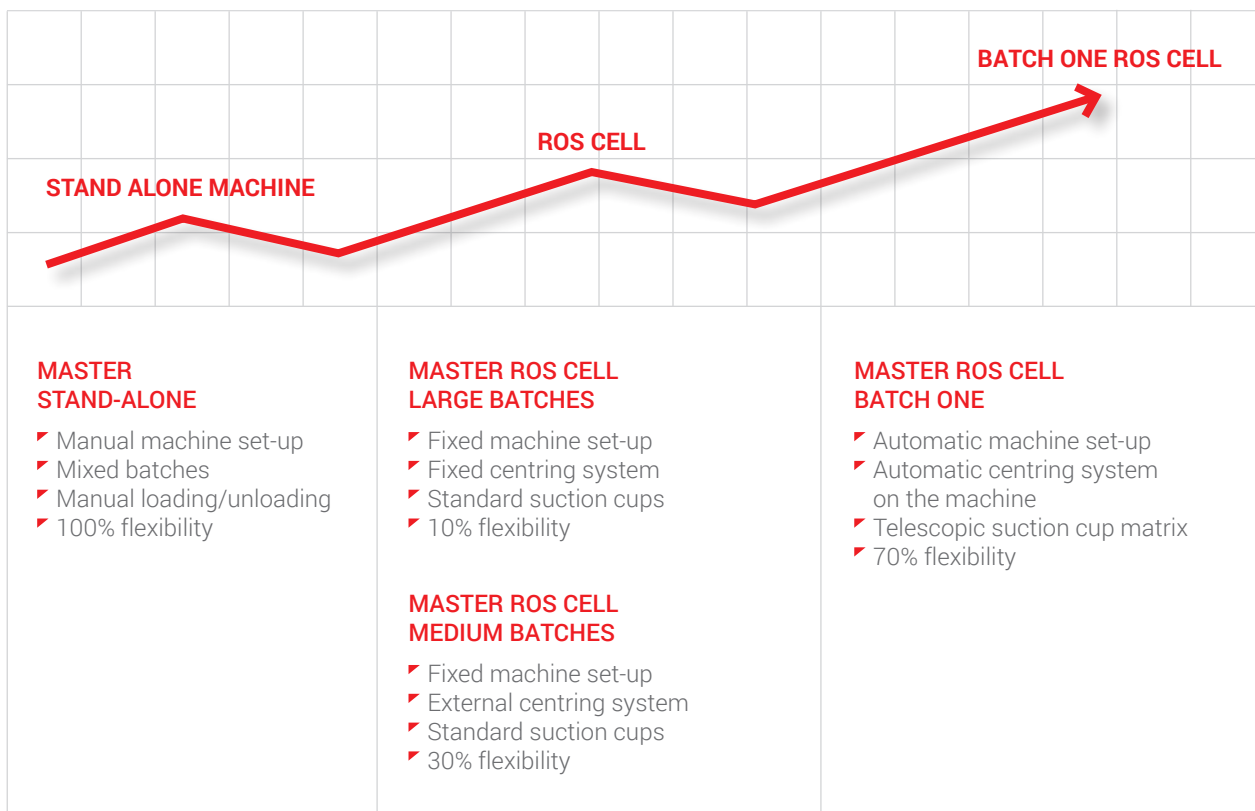 BATCH ONE ROS CELL
ROS CELL
STAND ALONE MACHINE
MASTER
STAND-ALONE
Manual machine set-up
Mixed batches
Manual loading/unloading
100% flexibility
MASTER ROS CELL
LARGE BATCHES
Fixed machine set-up
Fixed centring system
Standard suction cups
10% flexibility
MASTER ROS CELL
MEDIUM BATCHES
Fixed machine set-up
External centring system
Standard suction cups
30% flexibility
MASTER ROS CELL
BATCH ONE
Automatic machine set-up
Automatic centring system
on the machine
Telescopic suction cup matrix
70% flexibility